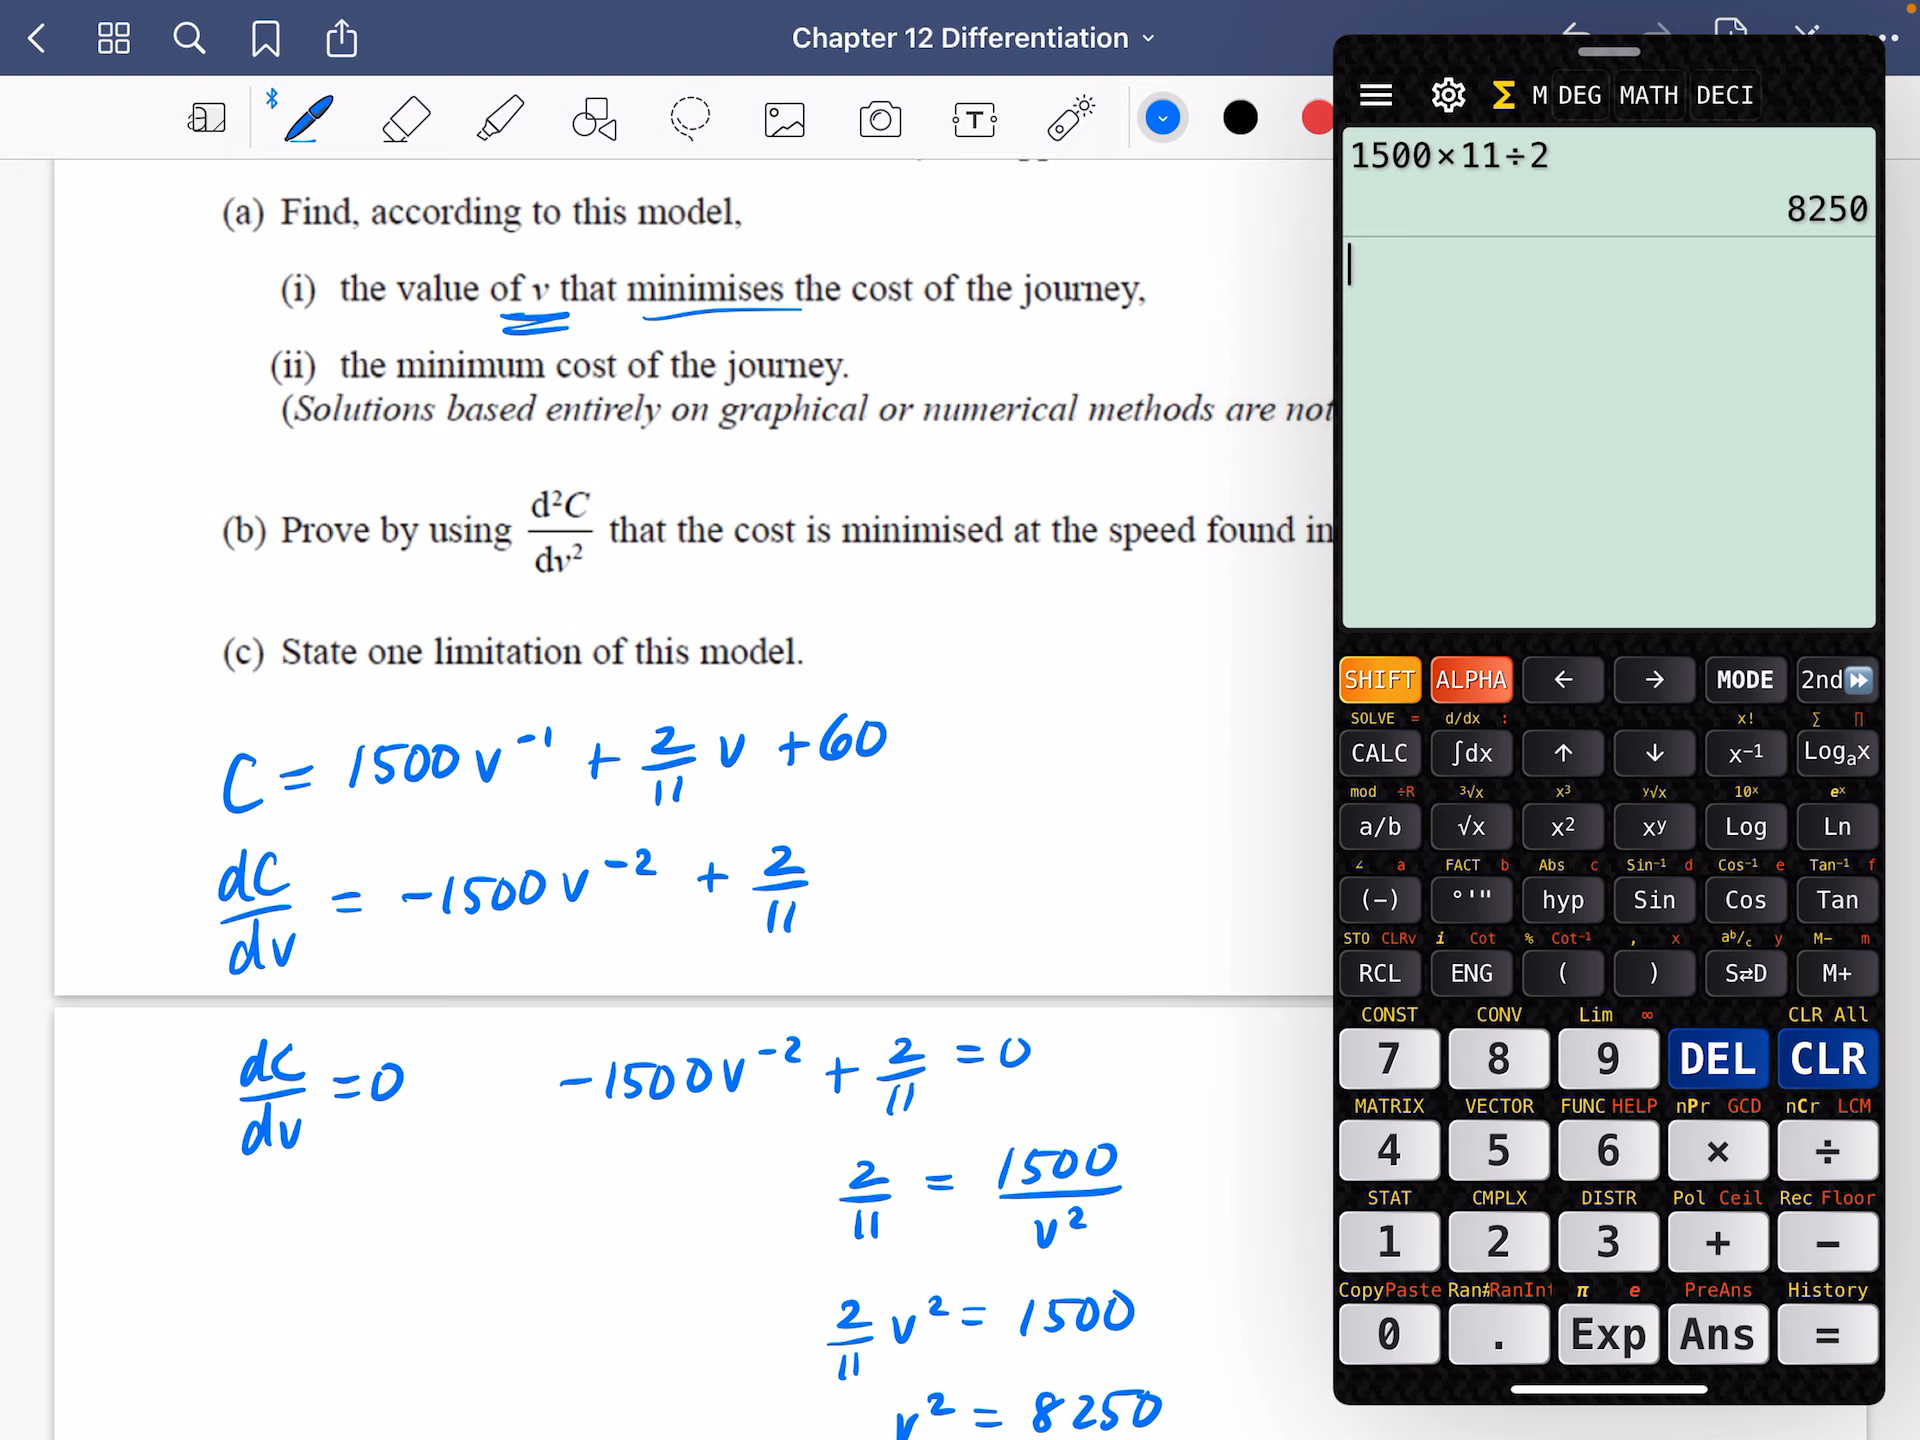 Chapter 12 Differentiation
(a) Find, according to this model,
(i) the value of v that minimises the cost of the journey,
(ii) the minimum cost of the journey.
(Solutions based entirely on graphical or numerical methods are not
(b) Prove by using d²C/dv² that the cost is minimised at the speed found in
(c) State one limitation of this model.
C = 1500v⁻¹ + 2/11 v + 60
dC/dv = -1500v⁻² + 2/11
dC/dv = 0 -1500v⁻² + 2/11 = 0
2/11 = 1500/v²
2/11 v² = 1500
v² = 8250
Σ M DEG MATH DECI
1500×11÷2
8250
SHIFT ALPHA ← → MODE 2nd
SOLVE = d/dx : x! Σ ∏
CALC ∫dx ↑ ↓ x⁻¹ Logₐx
mod ÷R ³√x x³ ʸ√x 10ˣ eˣ
a/b √x x² xʸ Log Ln
∠ a FACT b Abs c Sin⁻¹ d Cos⁻¹ e Tan⁻¹ f
(−) °'" hyp Sin Cos Tan
STO CLRv i Cot % Cot⁻¹ , x aᵇ/c y M− m
RCL ENG ( ) S⇄D M+
CONST CONV Lim ∞ CLR All
7 8 9 DEL CLR
MATRIX VECTOR FUNC HELP nPr GCD nCr LCM
4 5 6 × ÷
STAT CMPLX DISTR Pol Ceil Rec Floor
1 2 3 + −
Copy Paste Ran# RanInt π e PreAns History
0 . Exp Ans =